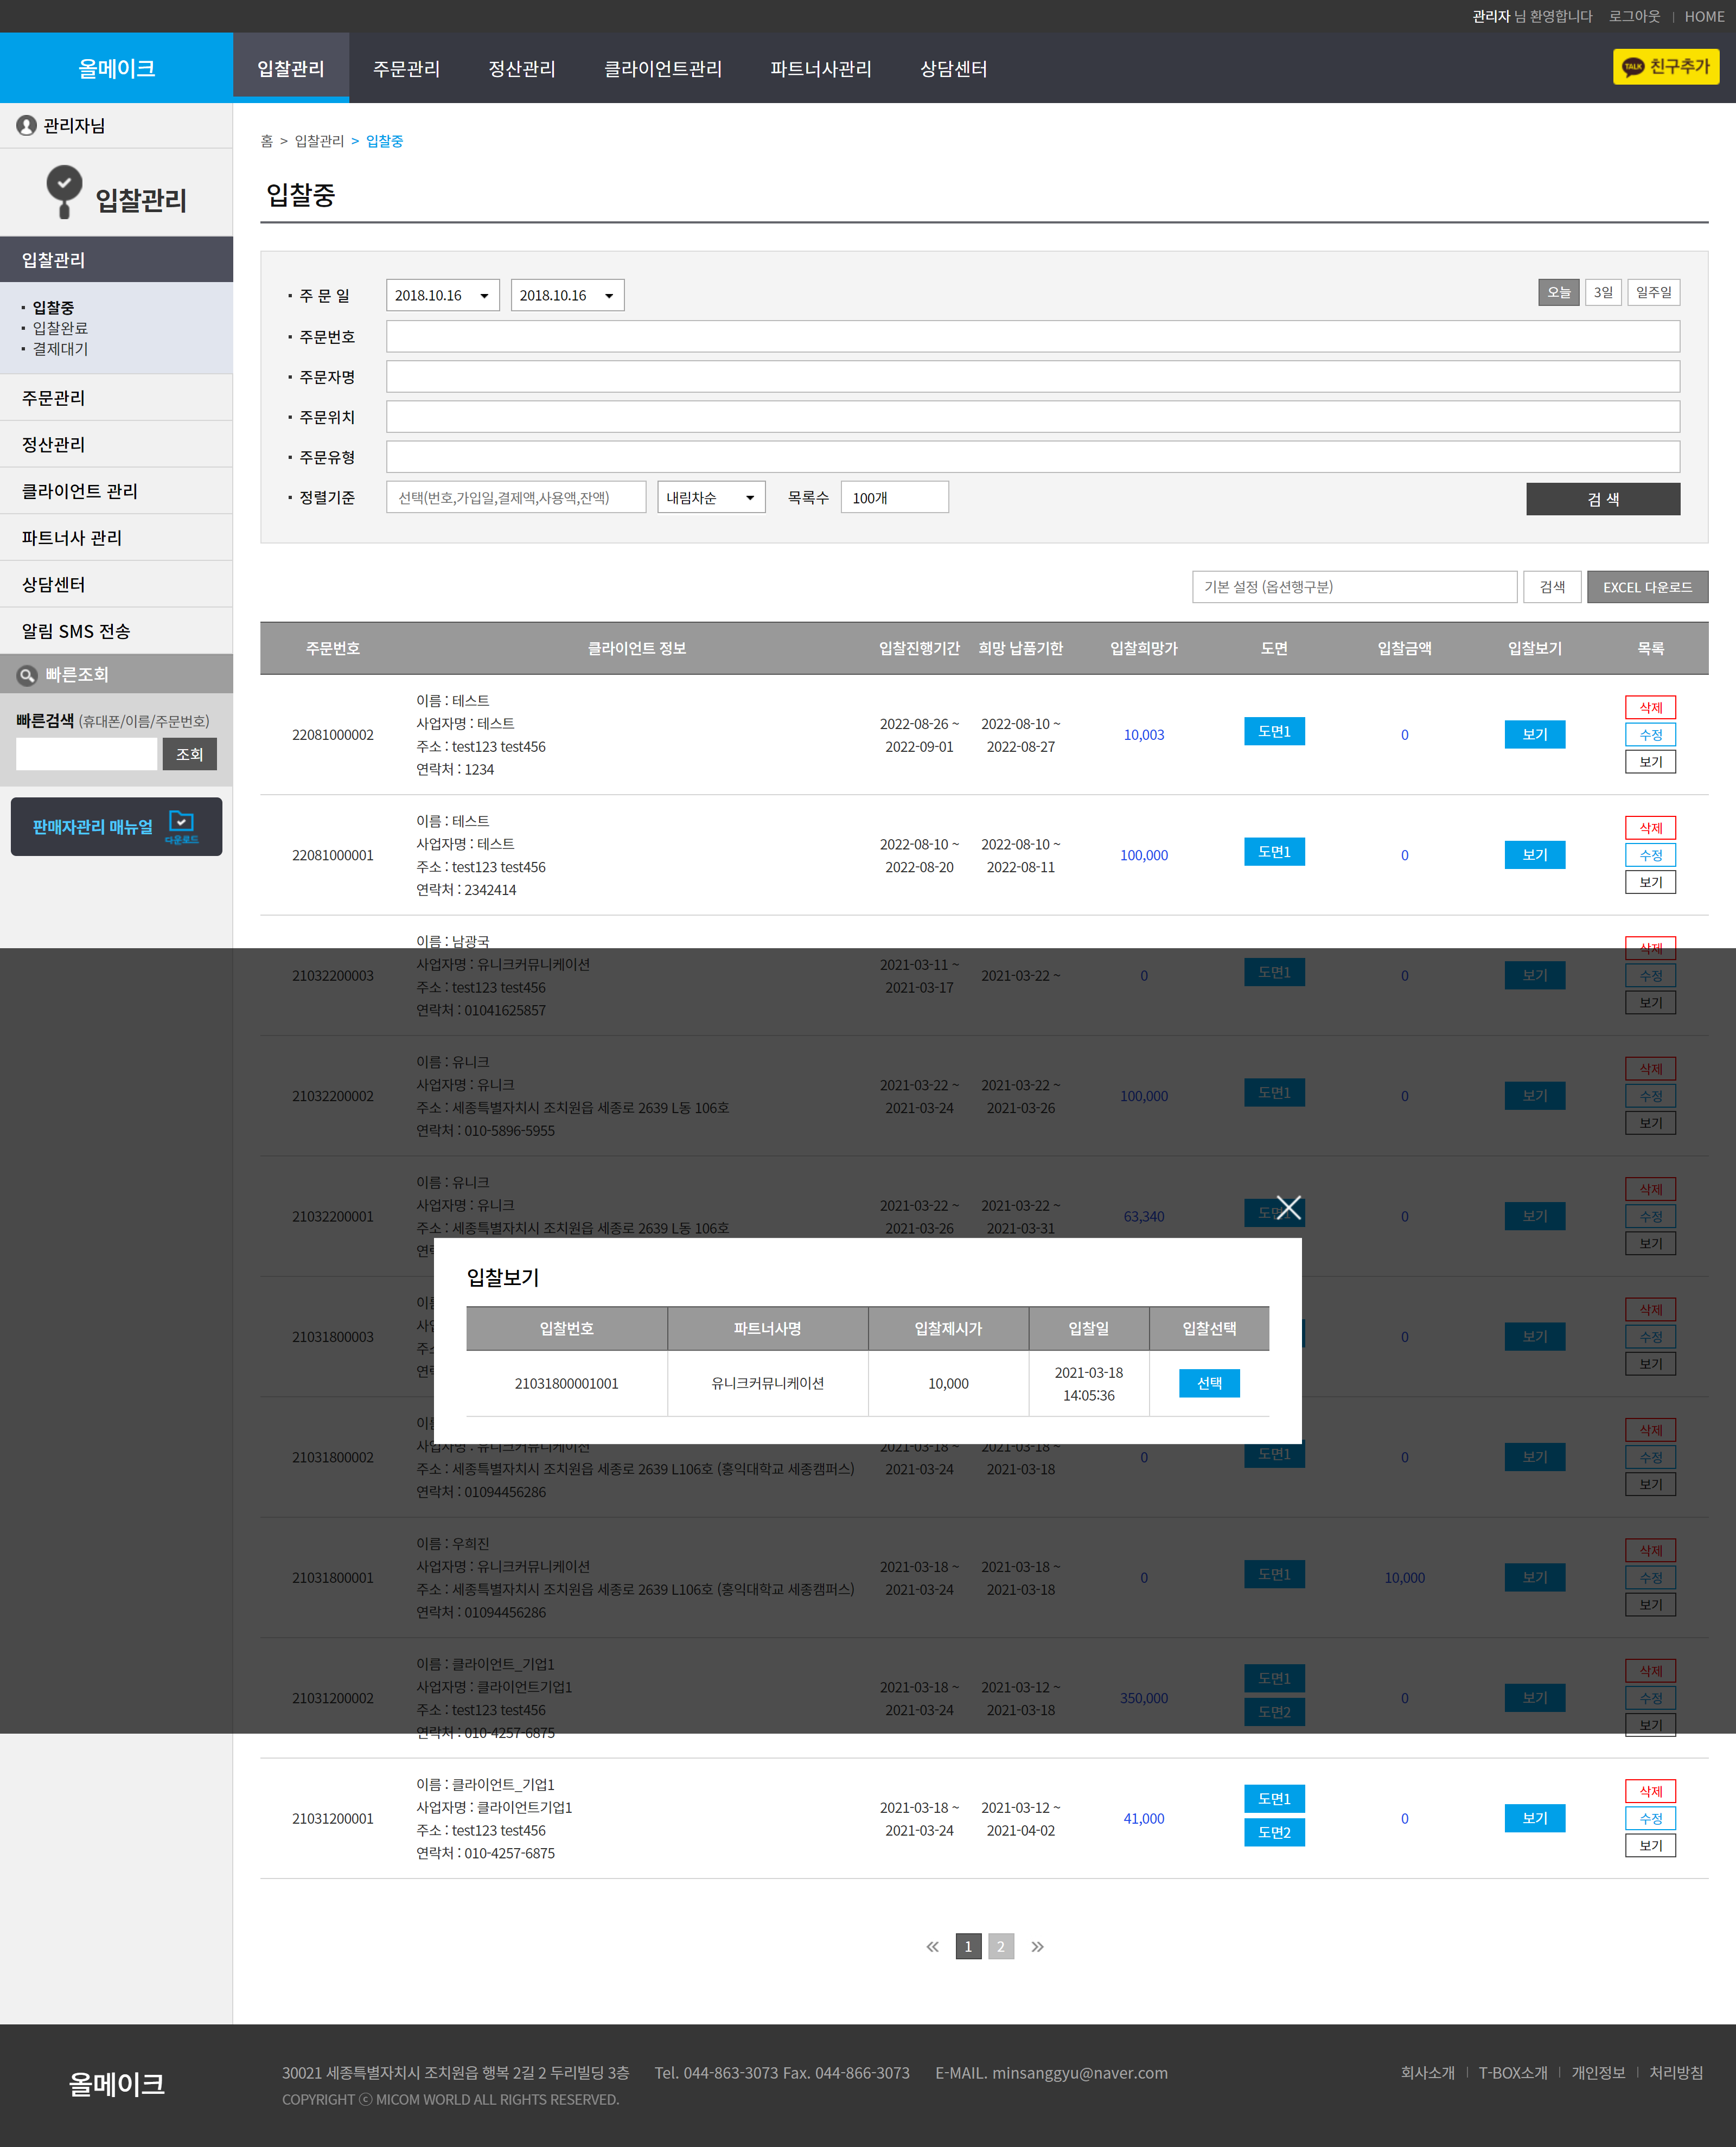 관리자 님 환영합니다 로그아웃 | HOME
올메이크 입찰관리 주문관리 정산관리 클라이언트관리 파트너사관리 상담센터 TALK 친구추가
관리자님
입찰관리
입찰관리
입찰중
입찰완료
결제대기
주문관리
정산관리
클라이언트 관리
파트너사 관리
상담센터
알림 SMS 전송
빠른조회
빠른검색 (휴대폰/이름/주문번호)
조회
판매자관리 매뉴얼 다운로드
홈 > 입찰관리 > 입찰중
입찰중
주 문 일 2018.10.16 2018.10.16 오늘 3일 일주일
주문번호
주문자명
주문위치
주문유형
정렬기준 선택(번호,가입일,결제액,사용액,잔액) 내림차순 목록수 100개 검 색
기본 설정 (옵션행구분) 검색 EXCEL 다운로드
주문번호 클라이언트 정보 입찰진행기간 희망 납품기한 입찰희망가 도면 입찰금액 입찰보기 목록
22081000002
이름 : 테스트
사업자명 : 테스트
주소 : test123 test456
연락처 : 1234
2022-08-26 ~
2022-09-01
2022-08-10 ~
2022-08-27
10,003 도면1 0 보기
삭제
수정
보기
22081000001
이름 : 테스트
사업자명 : 테스트
주소 : test123 test456
연락처 : 2342414
2022-08-10 ~
2022-08-20
2022-08-10 ~
2022-08-11
100,000 도면1 0 보기
삭제
수정
보기
21032200003
이름 : 남광국
사업자명 : 유니크커뮤니케이션
주소 : test123 test456
연락처 : 01041625857
2021-03-11 ~
2021-03-17
2021-03-22 ~
0 도면1 0 보기
삭제
수정
보기
21032200002
이름 : 유니크
사업자명 : 유니크
주소 : 세종특별자치시 조치원읍 세종로 2639 L동 106호
연락처 : 010-5896-5955
2021-03-22 ~
2021-03-24
2021-03-22 ~
2021-03-26
100,000 도면1 0 보기
삭제
수정
보기
21032200001
이름 : 유니크
사업자명 : 유니크
주소 : 세종특별자치시 조치원읍 세종로 2639 L동 106호
2021-03-22 ~
2021-03-26
2021-03-22 ~
2021-03-31
63,340 0 보기
삭제
수정
보기
21031800003
0 보기
삭제
수정
보기
입찰보기
입찰번호 파트너사명 입찰제시가 입찰일 입찰선택
21031800001001 유니크커뮤니케이션 10,000
2021-03-18
14:05:36
선택
21031800002
사업자명 : 유니크커뮤니케이션
주소 : 세종특별자치시 조치원읍 세종로 2639 L106호 (홍익대학교 세종캠퍼스)
연락처 : 01094456286
2021-03-18 ~
2021-03-24
2021-03-18 ~
2021-03-18
0 도면1 0 보기
삭제
수정
보기
21031800001
이름 : 우희진
사업자명 : 유니크커뮤니케이션
주소 : 세종특별자치시 조치원읍 세종로 2639 L106호 (홍익대학교 세종캠퍼스)
연락처 : 01094456286
2021-03-18 ~
2021-03-24
2021-03-18 ~
2021-03-18
0 도면1 10,000 보기
삭제
수정
보기
21031200002
이름 : 클라이언트_기업1
사업자명 : 클라이언트기업1
주소 : test123 test456
연락처 : 010-4257-6875
2021-03-18 ~
2021-03-24
2021-03-12 ~
2021-03-18
350,000
도면1
도면2
0 보기
삭제
수정
보기
21031200001
이름 : 클라이언트_기업1
사업자명 : 클라이언트기업1
주소 : test123 test456
연락처 : 010-4257-6875
2021-03-18 ~
2021-03-24
2021-03-12 ~
2021-04-02
41,000
도면1
도면2
0 보기
삭제
수정
보기
« 1 2 »
올메이크
30021 세종특별자치시 조치원읍 행복 2길 2 두리빌딩 3층 Tel. 044-863-3073 Fax. 044-866-3073 E-MAIL. minsanggyu@naver.com
COPYRIGHT ⓒ MICOM WORLD ALL RIGHTS RESERVED.
회사소개 | T-BOX소개 | 개인정보 | 처리방침